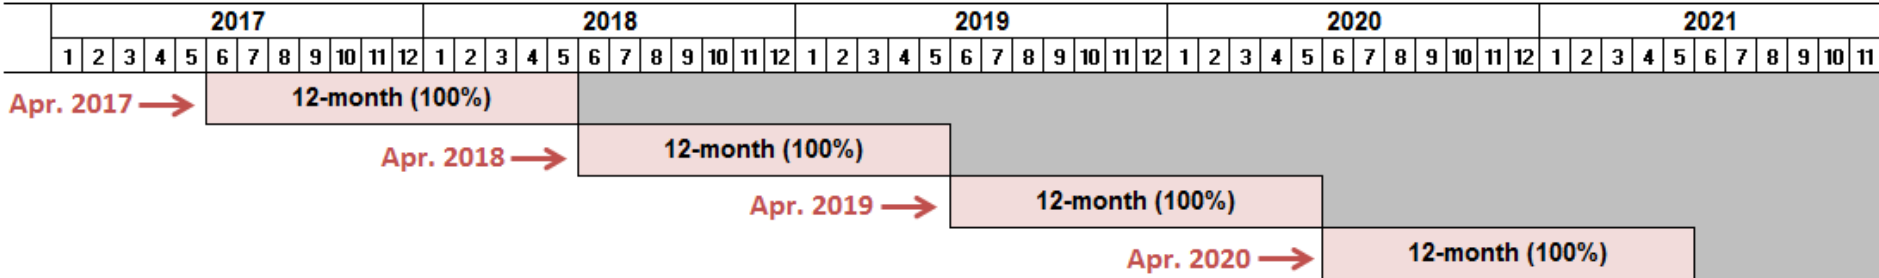 2017 2018 2019 2020 2021
1 2 3 4 5 6 7 8 9 10 11 12 1 2 3 4 5 6 7 8 9 10 11 12 1 2 3 4 5 6 7 8 9 10 11 12 1 2 3 4 5 6 7 8 9 10 11 12 1 2 3 4 5 6 7 8 9 10 11
Apr. 2017 12-month (100%)
Apr. 2018 12-month (100%)
Apr. 2019 12-month (100%)
Apr. 2020 12-month (100%)